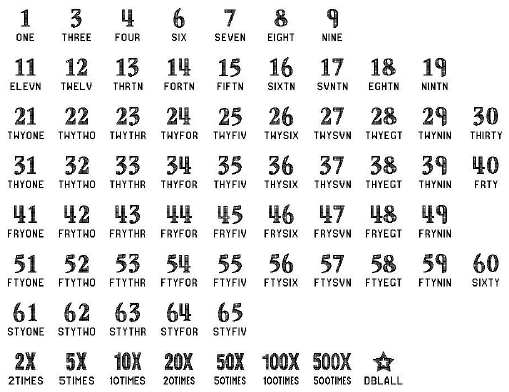 1 3 4 6 7 8 9
ONE THREE FOUR SIX SEVEN EIGHT NINE
11 12 13 14 15 16 17 18 19
ELEVN TWELV THRTN FORTN FIFTN SIXTN SVNTN EGHTN NINTN
21 22 23 24 25 26 27 28 29 30
TWYONE TWYTWO TWYTHR TWYFOR TWYFIV TWYSIX TWYSVN TWYEGT TWYNIN THIRTY
31 32 33 34 35 36 37 38 39 40
THYONE THYTWO THYTHR THYFOR THYFIV THYSIX THYSVN THYEGT THYNIN FRTY
41 42 43 44 45 46 47 48 49
FRYONE FRYTWO FRYTHR FRYFOR FRYFIV FRYSIX FRYSVN FRYEGT FRYNIN
51 52 53 54 55 56 57 58 59 60
FTYONE FTYTWO FTYTHR FTYFOR FTYFIV FTYSIX FTYSVN FTYEGT FTYNIN SIXTY
61 62 63 64 65
STYONE STYTWO STYTHR STYFOR STYFIV
2X 5X 10X 20X 50X 100X 500X
2TIMES 5TIMES 10TIMES 20TIMES 50TIMES 100TIMES 500TIMES DBLALL